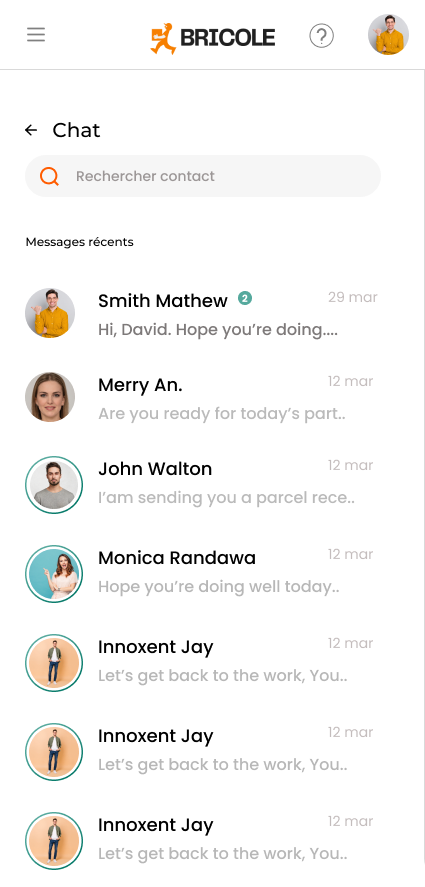 BRICOLE
?
Chat
Rechercher contact
Messages récents
Smith Mathew 2 29 mar
Hi, David. Hope you’re doing....
Merry An. 12 mar
Are you ready for today’s part..
John Walton 12 mar
I’am sending you a parcel rece..
Monica Randawa 12 mar
Hope you’re doing well today..
Innoxent Jay 12 mar
Let’s get back to the work, You..
Innoxent Jay 12 mar
Let’s get back to the work, You..
Innoxent Jay 12 mar
Let’s get back to the work, You..